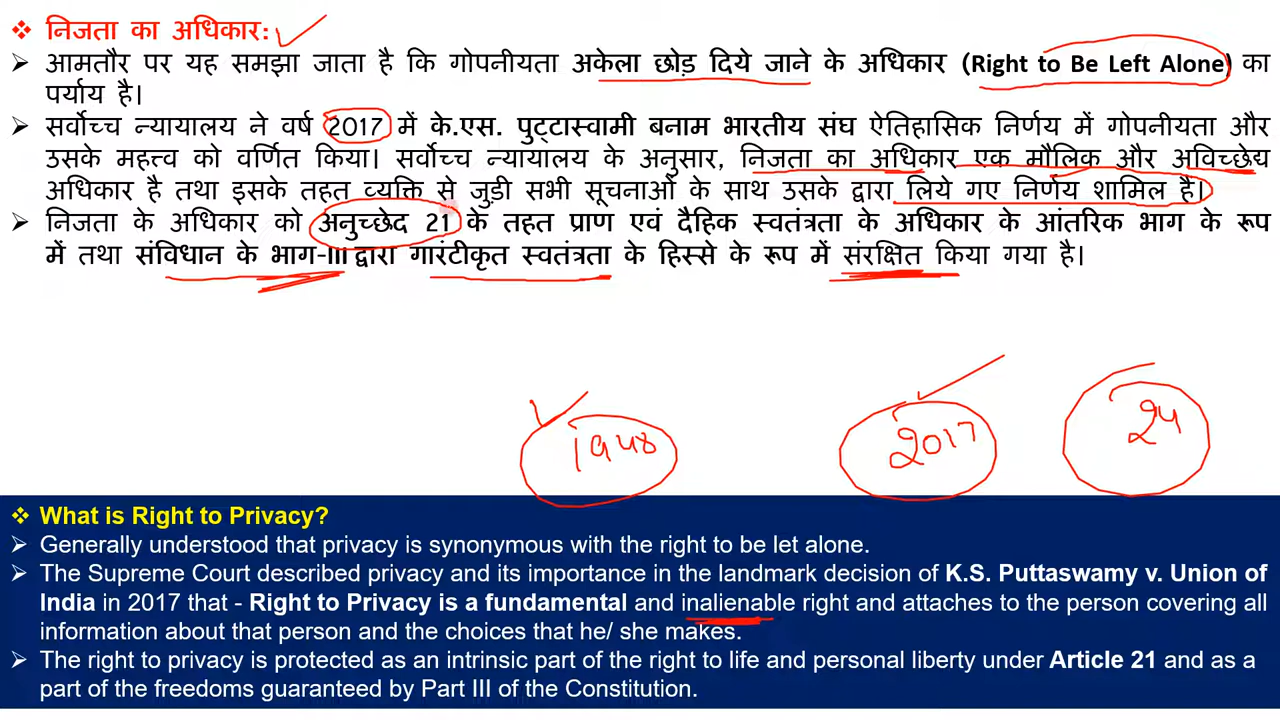 ❖ निजता का अधिकार:
➢ आमतौर पर यह समझा जाता है कि गोपनीयता अकेला छोड़ दिये जाने के अधिकार (Right to Be Left Alone) का
पर्याय है।
➢ सर्वोच्च न्यायालय ने वर्ष 2017 में के.एस. पुट्टास्वामी बनाम भारतीय संघ ऐतिहासिक निर्णय में गोपनीयता और
उसके महत्त्व को वर्णित किया। सर्वोच्च न्यायालय के अनुसार, निजता का अधिकार एक मौलिक और अविच्छेद्य
अधिकार है तथा इसके तहत व्यक्ति से जुड़ी सभी सूचनाओं के साथ उसके द्वारा लिये गए निर्णय शामिल हैं।
➢ निजता के अधिकार को अनुच्छेद 21 के तहत प्राण एवं दैहिक स्वतंत्रता के अधिकार के आंतरिक भाग के रूप
में तथा संविधान के भाग-III द्वारा गारंटीकृत स्वतंत्रता के हिस्से के रूप में संरक्षित किया गया है।
1948 2017 24
❖ What is Right to Privacy?
➢ Generally understood that privacy is synonymous with the right to be let alone.
➢ The Supreme Court described privacy and its importance in the landmark decision of K.S. Puttaswamy v. Union of
India in 2017 that - Right to Privacy is a fundamental and inalienable right and attaches to the person covering all
information about that person and the choices that he/ she makes.
➢ The right to privacy is protected as an intrinsic part of the right to life and personal liberty under Article 21 and as a
part of the freedoms guaranteed by Part III of the Constitution.